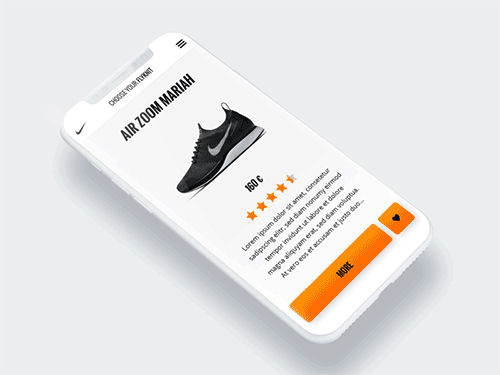 CHOOSE YOUR FLYKNIT
AIR ZOOM MARIAH
160 €
Lorem ipsum dolor sit amet, consetetur
sadipscing elitr, sed diam nonumy eirmod
tempor invidunt ut labore et dolore
magna aliquyam erat, sed diam voluptua.
At vero eos et accusam et justo duo...
MORE